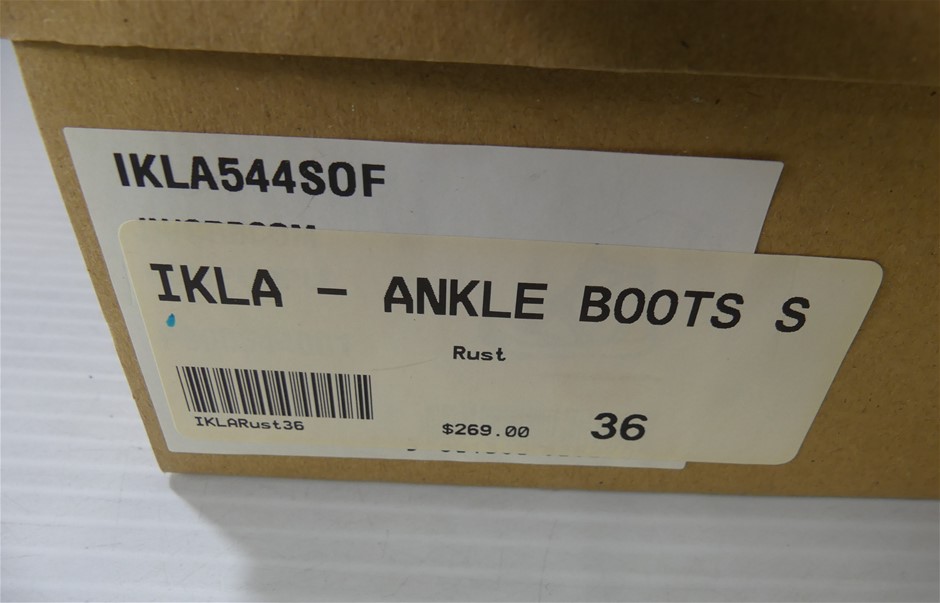 IKLA544SOF
IKLA - ANKLE BOOTS S
Rust
IKLARust36
$269.00
36